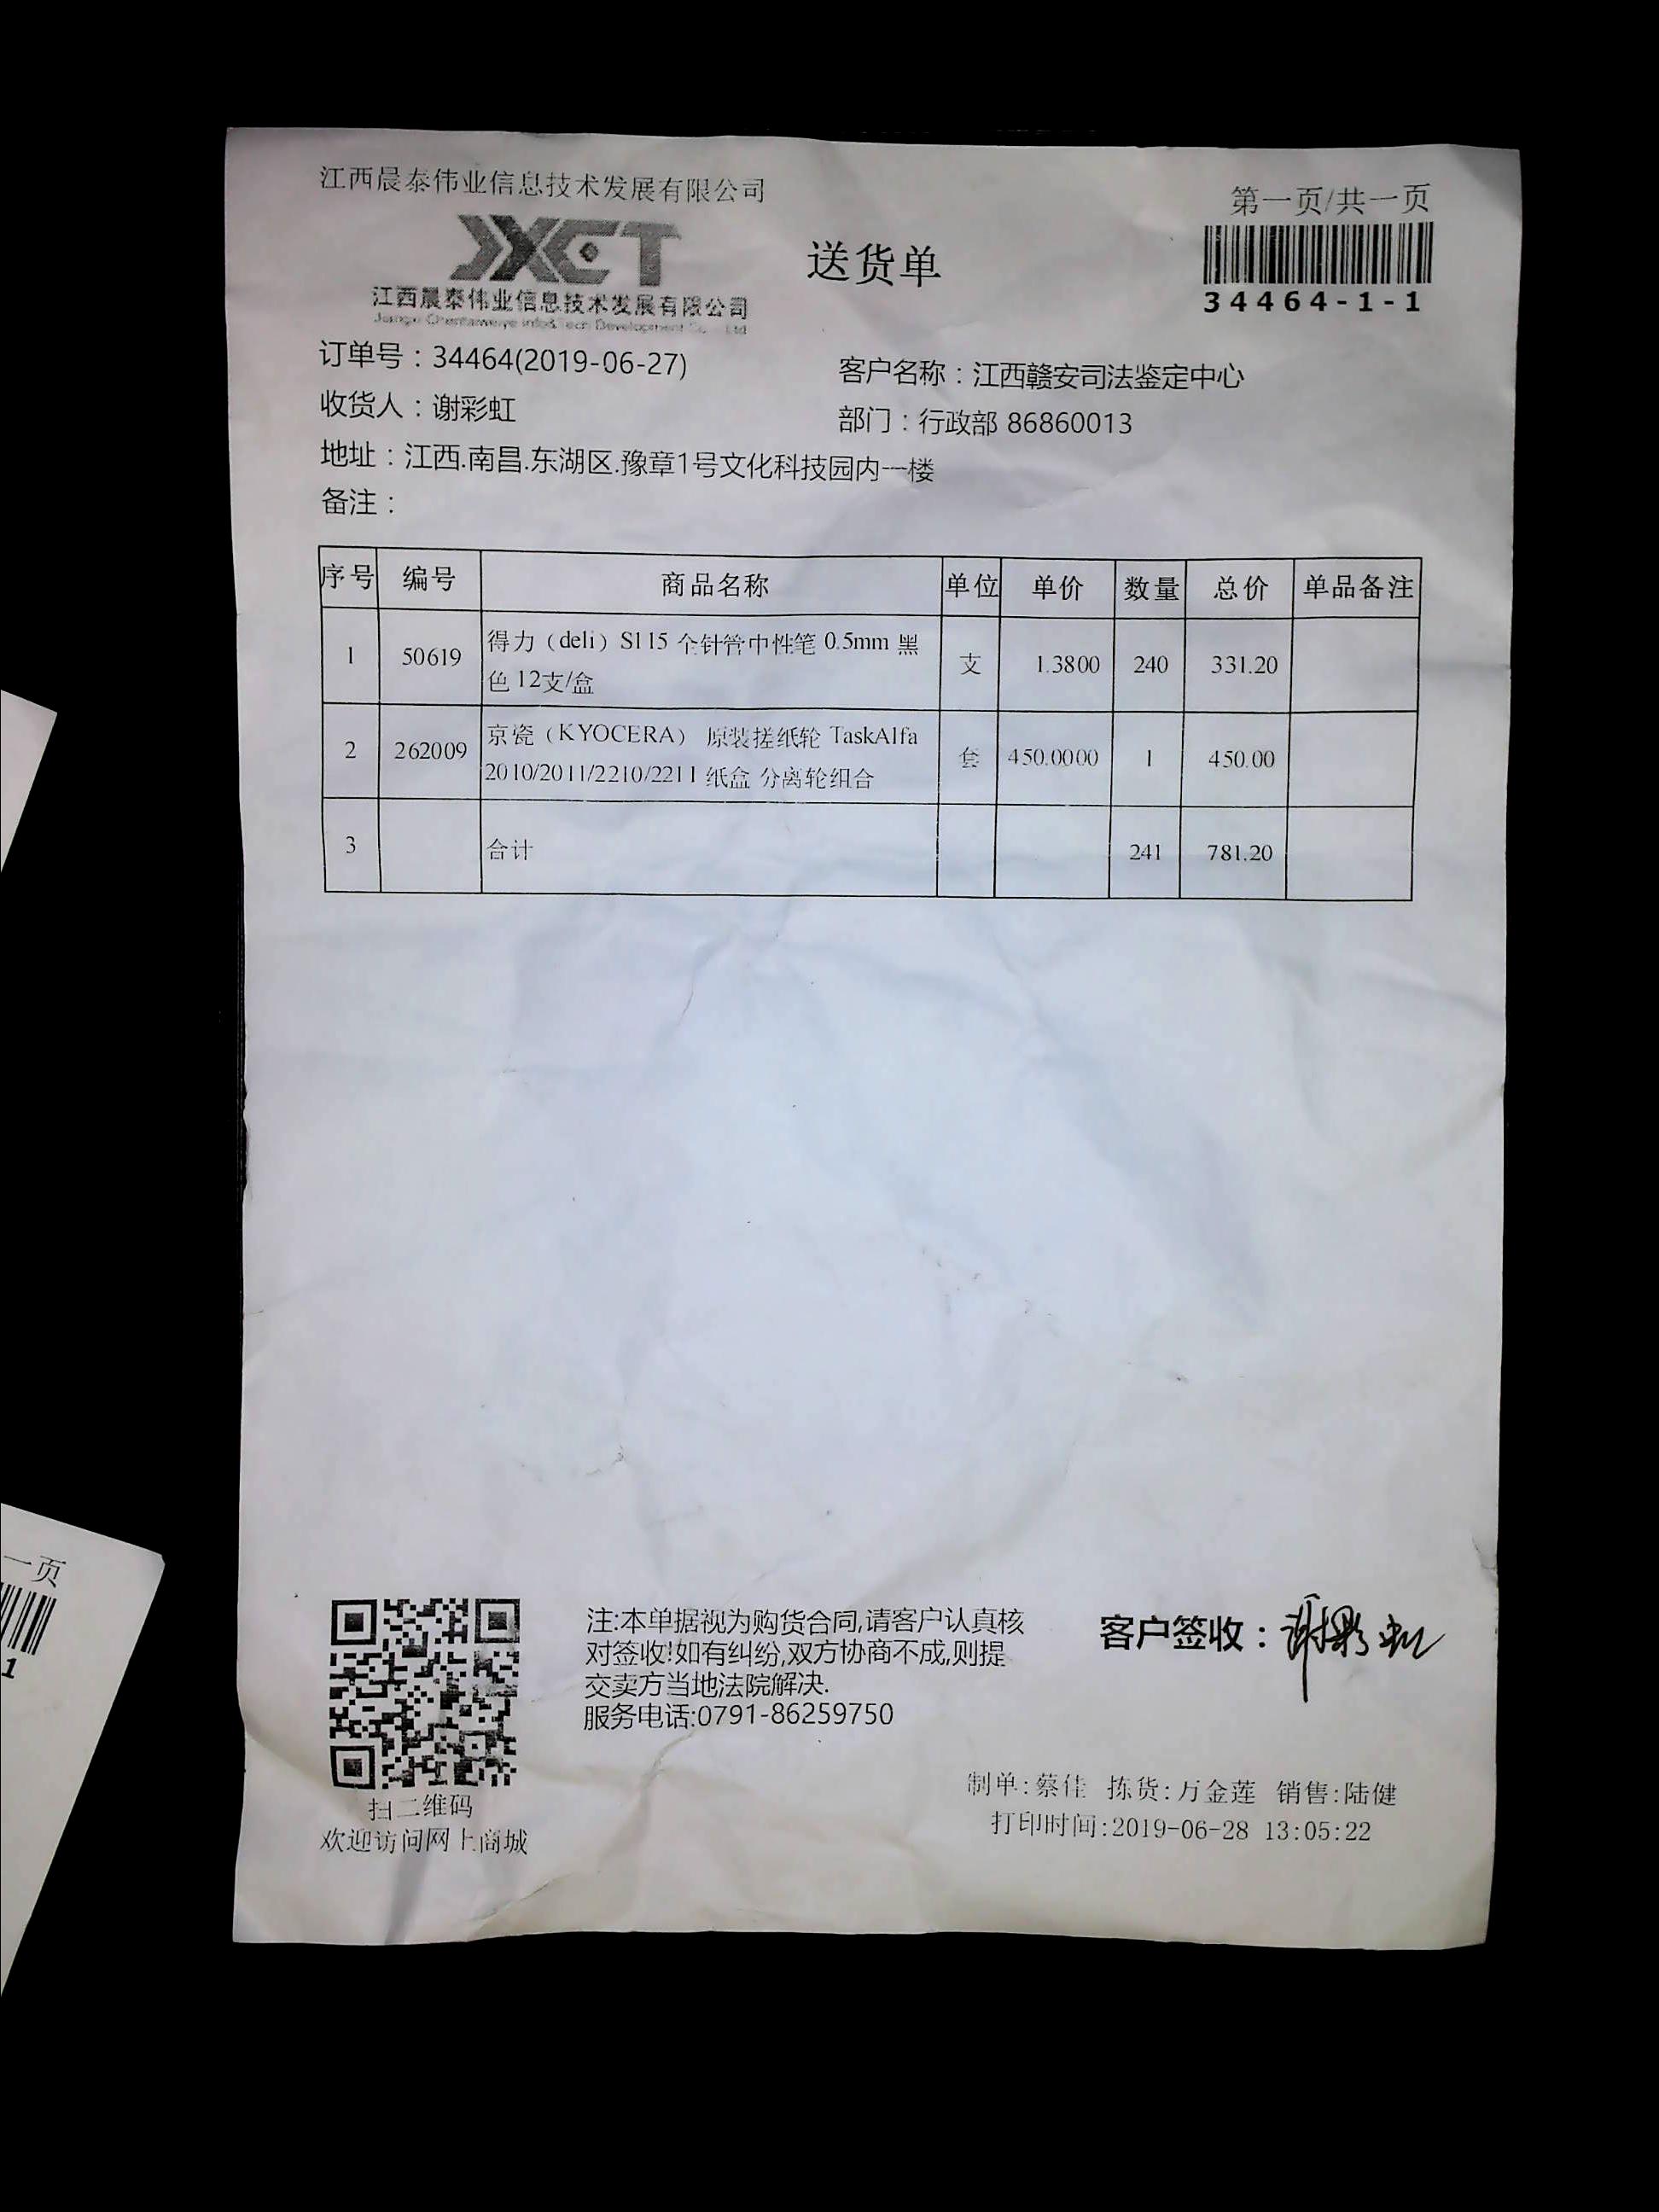 江西晨泰伟业信息技术发展有限公司
第一页/共一页
JXCT
送货单
江西晨泰伟业信息技术发展有限公司
34464-1-1
订单号：34464(2019-06-27)
客户名称：江西赣安司法鉴定中心
收货人：谢彩虹
部门：行政部 86860013
地址：江西.南昌.东湖区.豫章1号文化科技园内一楼
备注：
序号 编号 商品名称 单位 单价 数量 总价 单品备注
1 50619 得力（deli）S115 全针管中性笔 0.5mm 黑
色 12支/盒 支 1.3800 240 331.20
2 262009 京瓷（KYOCERA） 原装搓纸轮 TaskAlfa
2010/2011/2210/2211 纸盒 分离轮组合 套 450.0000 1 450.00
3 合计 241 781.20
注:本单据视为购货合同,请客户认真核
对签收!如有纠纷,双方协商不成,则提
交卖方当地法院解决.
服务电话:0791-86259750
客户签收：谢彩虹
扫二维码
欢迎访问网上商城
制单:蔡佳 拣货:万金莲 销售:陆健
打印时间:2019-06-28 13:05:22
一页
1